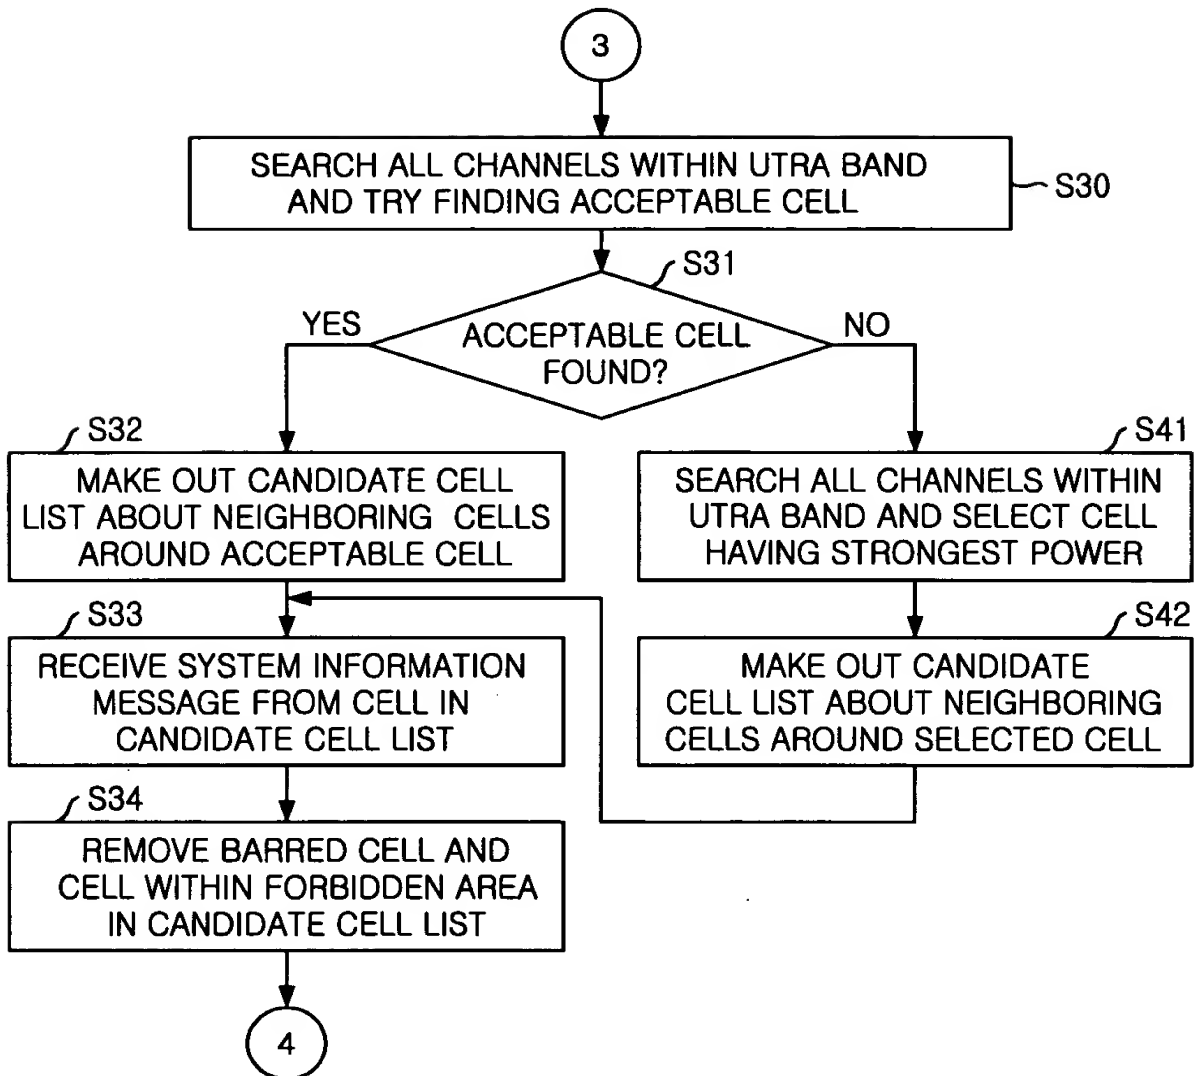 3
SEARCH ALL CHANNELS WITHIN UTRA BAND
AND TRY FINDING ACCEPTABLE CELL
S30
S31
YES
ACCEPTABLE CELL
FOUND?
NO
S32
MAKE OUT CANDIDATE CELL
LIST ABOUT NEIGHBORING CELLS
AROUND ACCEPTABLE CELL
S41
SEARCH ALL CHANNELS WITHIN
UTRA BAND AND SELECT CELL
HAVING STRONGEST POWER
S33
RECEIVE SYSTEM INFORMATION
MESSAGE FROM CELL IN
CANDIDATE CELL LIST
S42
MAKE OUT CANDIDATE
CELL LIST ABOUT NEIGHBORING
CELLS AROUND SELECTED CELL
S34
REMOVE BARRED CELL AND
CELL WITHIN FORBIDDEN AREA
IN CANDIDATE CELL LIST
4